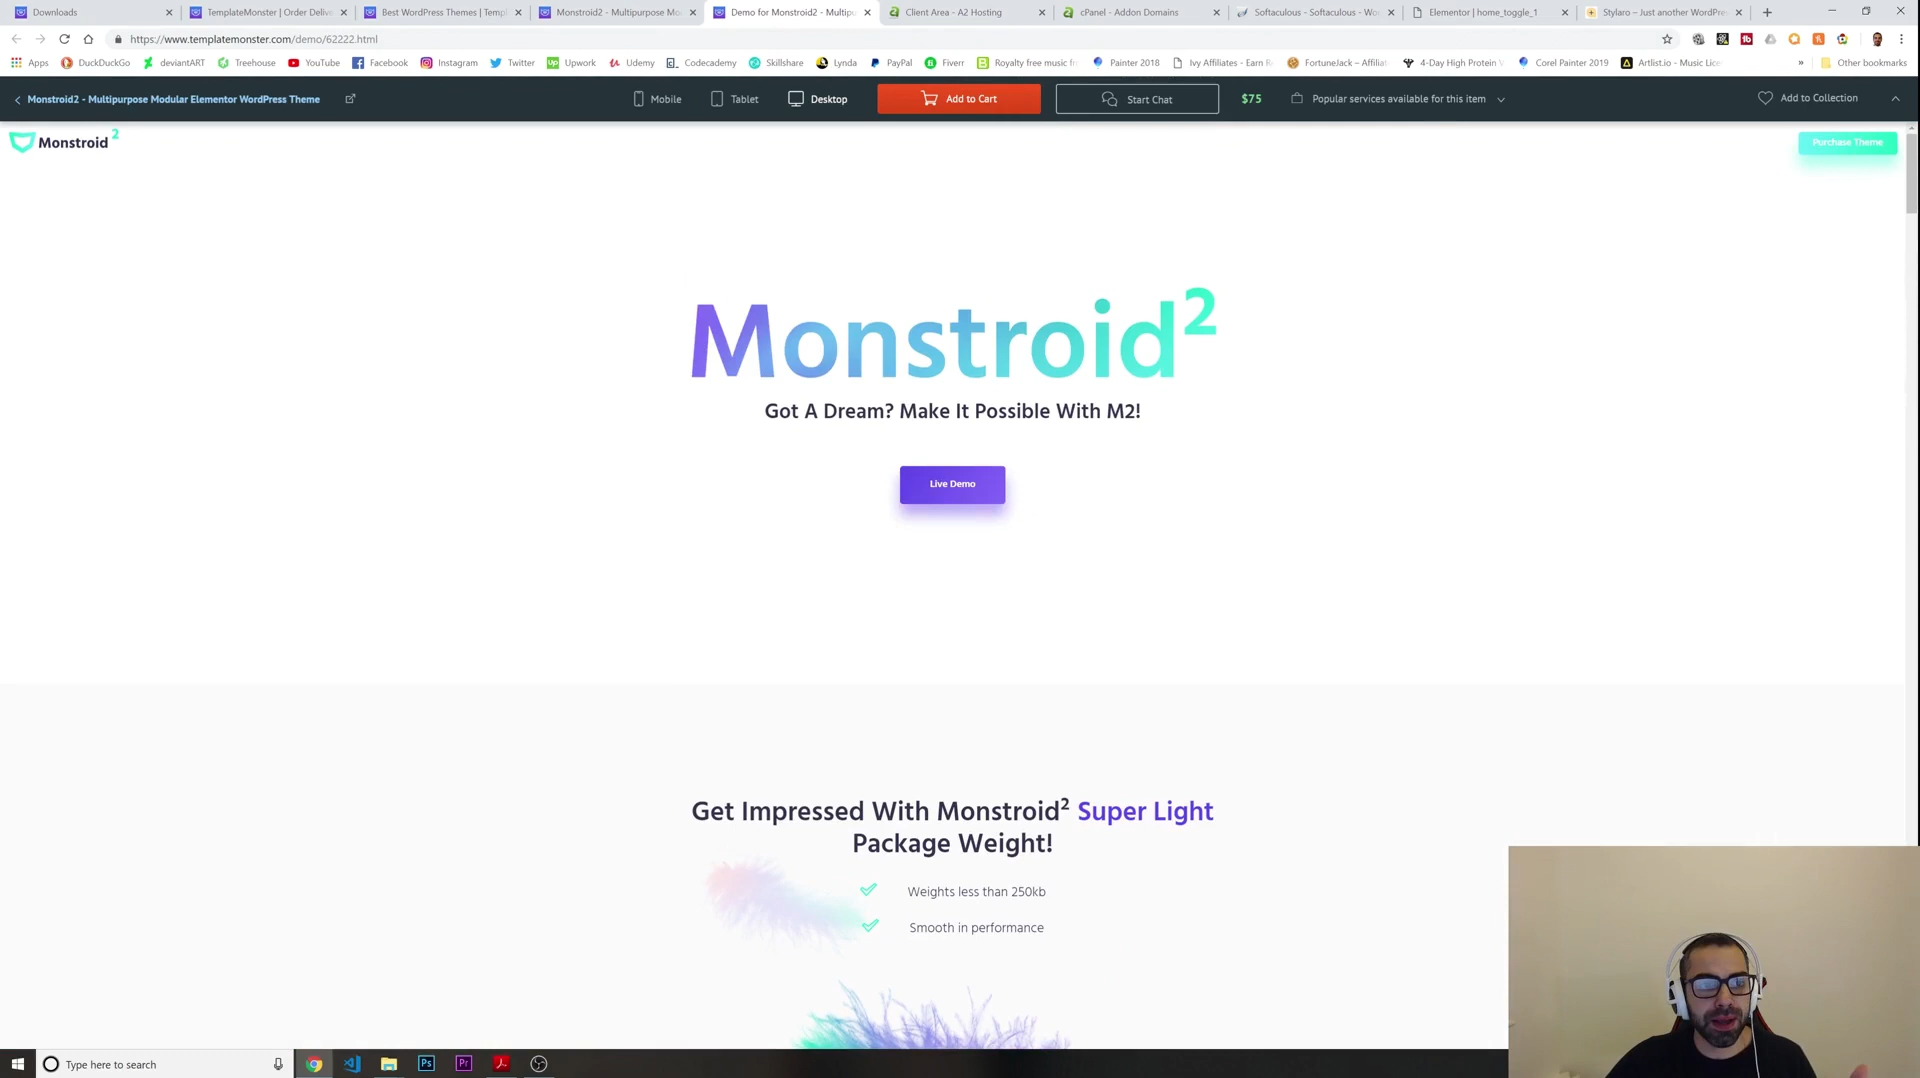 Downloads
TemplateMonster | Order Delive
Best WordPress Themes | Templ
Monstroid2 - Multipurpose Mo
Demo for Monstroid2 - Multipu
Client Area - A2 Hosting
cPanel - Addon Domains
Softaculous - Softaculous - Wo
Elementor | home_toggle_1
Stylaro – Just another WordPre
https://www.templatemonster.com/demo/62222.html
Apps
DuckDuckGo
deviantART
Treehouse
YouTube
Facebook
Instagram
Twitter
Upwork
Udemy
Codecademy
Skillshare
Lynda
PayPal
Fiverr
Royalty free music fr
Painter 2018
Ivy Affiliates - Earn R
FortuneJack – Affiliat
4-Day High Protein V
Corel Painter 2019
Artlist.io - Music Lice
Other bookmarks
Monstroid2 - Multipurpose Modular Elementor WordPress Theme
Mobile
Tablet
Desktop
Add to Cart
Start Chat
$75
Popular services available for this item
Add to Collection
Monstroid 2
Purchase Theme
Monstroid2
Got A Dream? Make It Possible With M2!
Live Demo
Get Impressed With Monstroid2 Super Light
Package Weight!
Weights less than 250kb
Smooth in performance
Type here to search